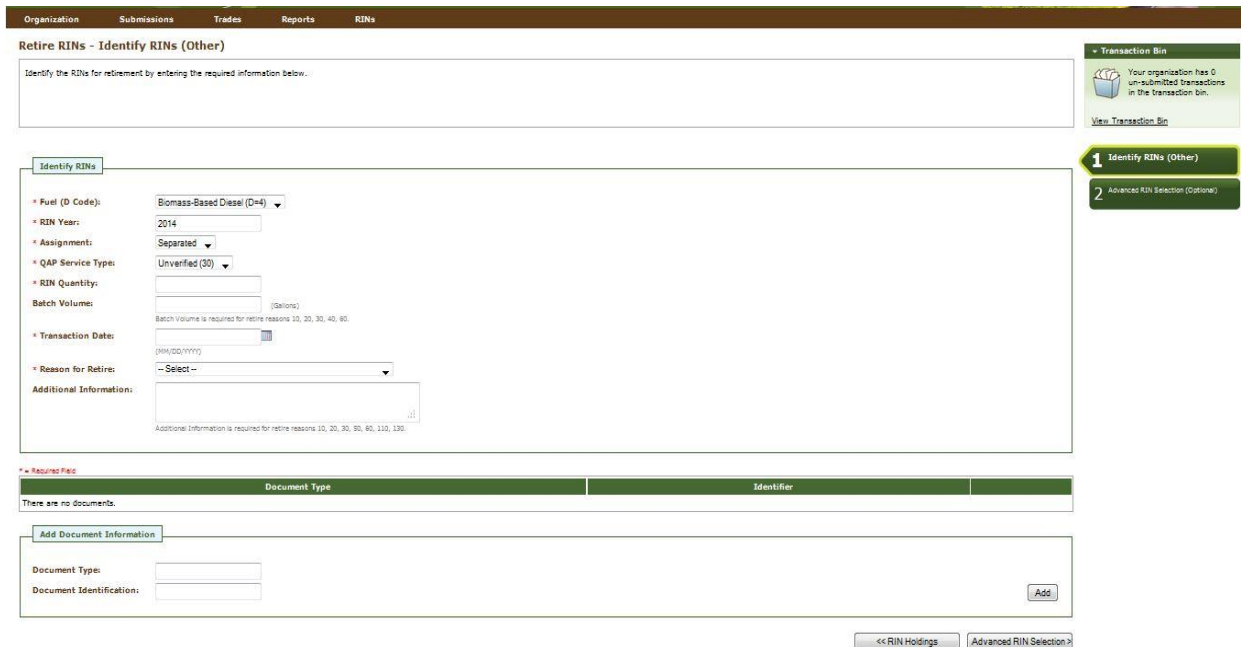 Organization Submissions Trades Reports RINs
Retire RINs - Identify RINs (Other)
Identify the RINs for retirement by entering the required information below.
Transaction Bin
Your organization has 0
un-submitted transactions
in the transaction bin.
View Transaction Bin
1 Identify RINs (Other)
2 Advanced RIN Selection (Optional)
Identify RINs
* Fuel (D Code): Biomass-Based Diesel (D=4)
* RIN Year: 2014
* Assignment: Separated
* QAP Service Type: Unverified (30)
* RIN Quantity:
Batch Volume: (Gallons)
Batch Volume is required for retire reasons 10, 20, 30, 40, 60.
* Transaction Date:
(MM/DD/YYYY)
* Reason for Retire: -- Select --
Additional Information:
Additional Information is required for retire reasons 10, 20, 30, 50, 60, 110, 130.
* = Required Field
Document Type Identifier
There are no documents.
Add Document Information
Document Type:
Document Identification:
Add
<< RIN Holdings Advanced RIN Selection >